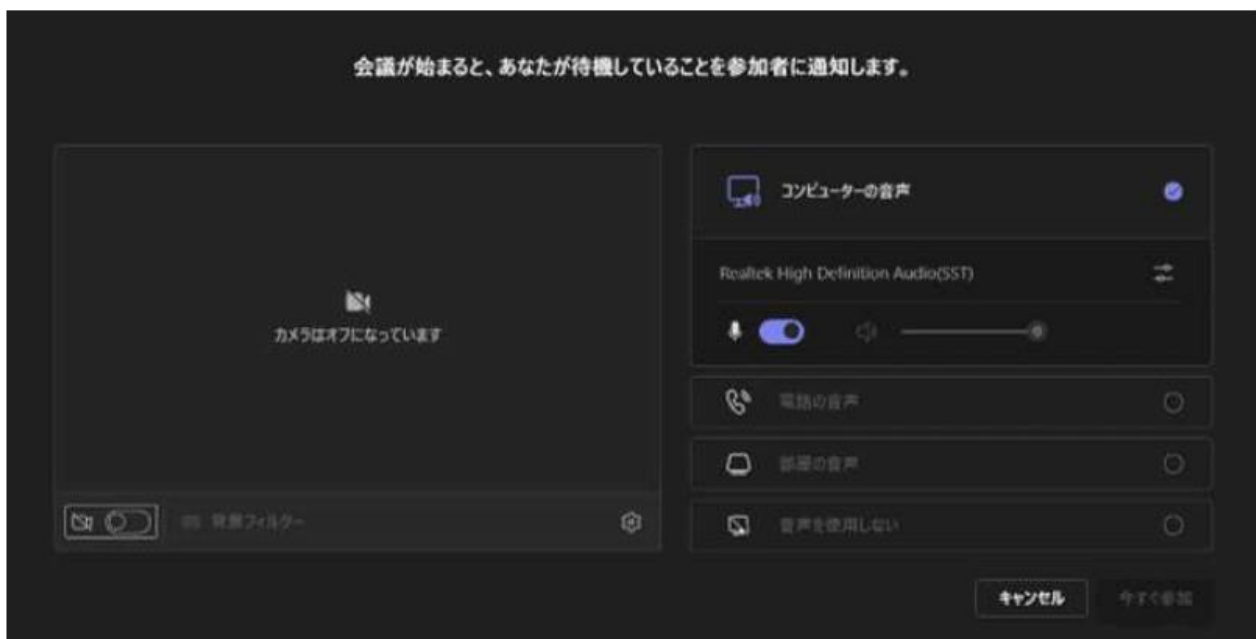 会議が始まると、あなたが待機していることを参加者に通知します。
カメラはオフになっています
背景フィルター
コンピューターの音声
Realtek High Definition Audio(SST)
電話の音声
部屋の音声
音声を使用しない
キャンセル
今すぐ参加